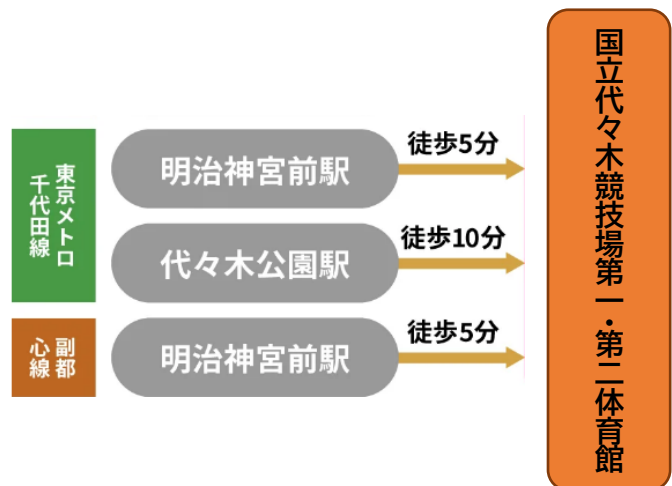 東京メトロ
千代田線
明治神宮前駅
徒歩5分
代々木公園駅
徒歩10分
副都
心線
明治神宮前駅
徒歩5分
国立代々木競技場第一・第二体育館